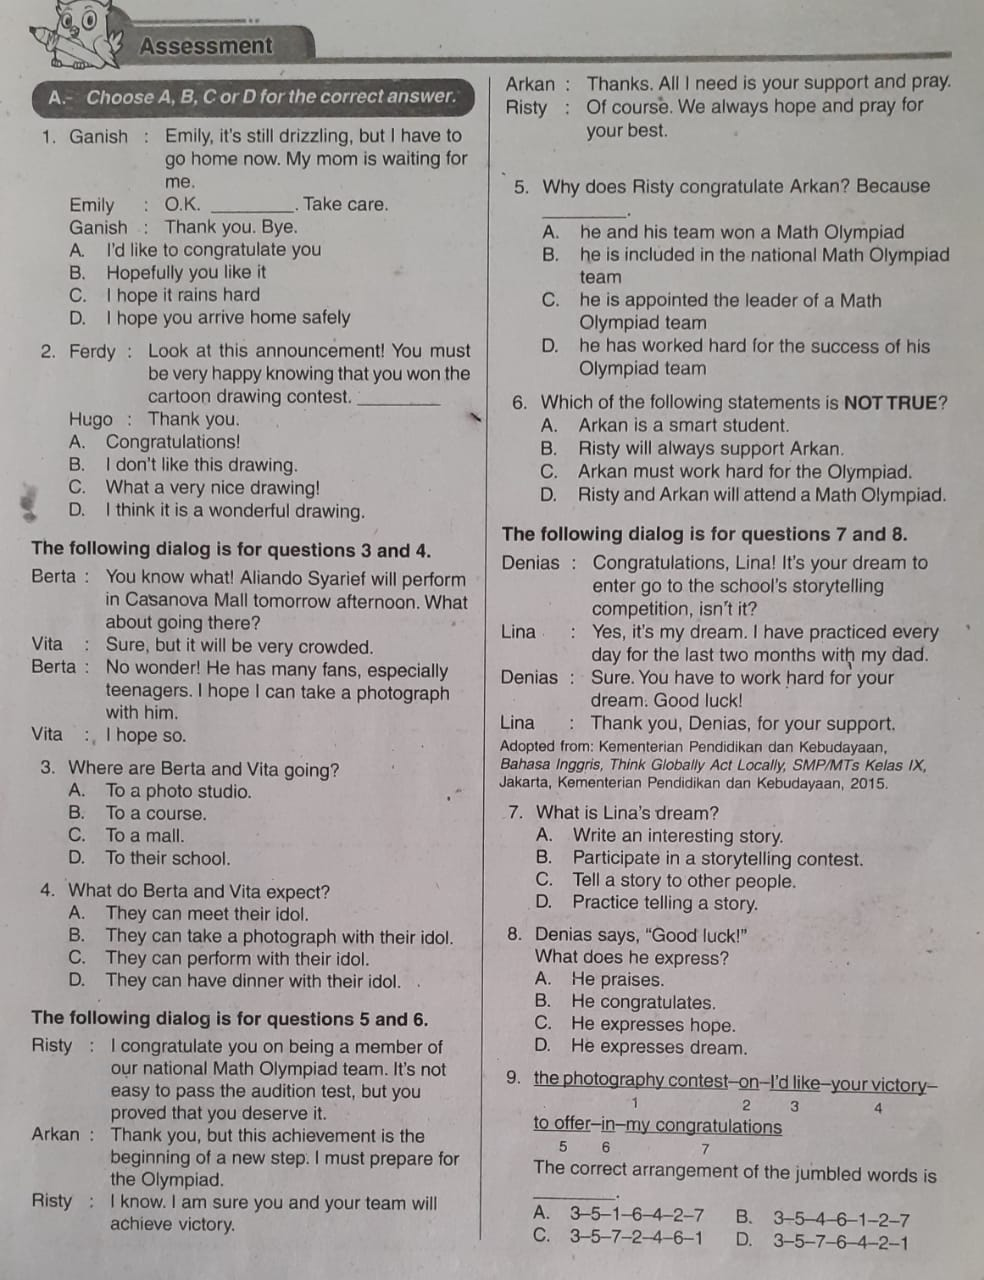 Assessment
A. Choose A, B, C or D for the correct answer.
1. Ganish : Emily, it's still drizzling, but I have to
go home now. My mom is waiting for
me.
Emily : O.K. _________. Take care.
Ganish : Thank you. Bye.
A. I'd like to congratulate you
B. Hopefully you like it
C. I hope it rains hard
D. I hope you arrive home safely
2. Ferdy : Look at this announcement! You must
be very happy knowing that you won the
cartoon drawing contest. _________
Hugo : Thank you.
A. Congratulations!
B. I don't like this drawing.
C. What a very nice drawing!
D. I think it is a wonderful drawing.
The following dialog is for questions 3 and 4.
Berta : You know what! Aliando Syarief will perform
in Casanova Mall tomorrow afternoon. What
about going there?
Vita : Sure, but it will be very crowded.
Berta : No wonder! He has many fans, especially
teenagers. I hope I can take a photograph
with him.
Vita : I hope so.
3. Where are Berta and Vita going?
A. To a photo studio.
B. To a course.
C. To a mall.
D. To their school.
4. What do Berta and Vita expect?
A. They can meet their idol.
B. They can take a photograph with their idol.
C. They can perform with their idol.
D. They can have dinner with their idol.
The following dialog is for questions 5 and 6.
Risty : I congratulate you on being a member of
our national Math Olympiad team. It's not
easy to pass the audition test, but you
proved that you deserve it.
Arkan : Thank you, but this achievement is the
beginning of a new step. I must prepare for
the Olympiad.
Risty : I know. I am sure you and your team will
achieve victory.
Arkan : Thanks. All I need is your support and pray.
Risty : Of course. We always hope and pray for
your best.
5. Why does Risty congratulate Arkan? Because
_________.
A. he and his team won a Math Olympiad
B. he is included in the national Math Olympiad
team
C. he is appointed the leader of a Math
Olympiad team
D. he has worked hard for the success of his
Olympiad team
6. Which of the following statements is NOT TRUE?
A. Arkan is a smart student.
B. Risty will always support Arkan.
C. Arkan must work hard for the Olympiad.
D. Risty and Arkan will attend a Math Olympiad.
The following dialog is for questions 7 and 8.
Denias : Congratulations, Lina! It's your dream to
enter go to the school's storytelling
competition, isn't it?
Lina : Yes, it's my dream. I have practiced every
day for the last two months with my dad.
Denias : Sure. You have to work hard for your
dream. Good luck!
Lina : Thank you, Denias, for your support.
Adopted from: Kementerian Pendidikan dan Kebudayaan,
Bahasa Inggris, Think Globally Act Locally, SMP/MTs Kelas IX,
Jakarta, Kementerian Pendidikan dan Kebudayaan, 2015.
7. What is Lina's dream?
A. Write an interesting story.
B. Participate in a storytelling contest.
C. Tell a story to other people.
D. Practice telling a story.
8. Denias says, “Good luck!”
What does he express?
A. He praises.
B. He congratulates.
C. He expresses hope.
D. He expresses dream.
9. the photography contest–on–I'd like–your victory–
1 2 3 4
to offer–in–my congratulations
5 6 7
The correct arrangement of the jumbled words is
_________.
A. 3–5–1–6–4–2–7 B. 3–5–4–6–1–2–7
C. 3–5–7–2–4–6–1 D. 3–5–7–6–4–2–1